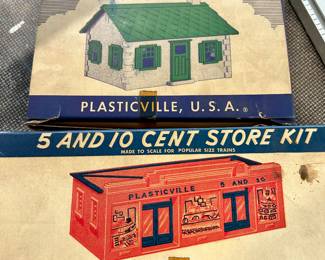 PLASTICVILLE, U.S.A.®
5 AND 10 CENT STORE KIT
MADE TO SCALE FOR POPULAR SIZE TRAINS
PLASTICVILLE 5 AND 10